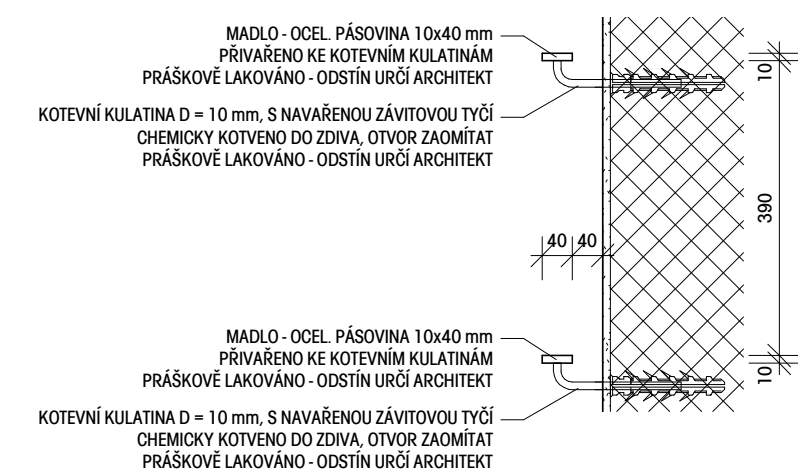 MADLO - OCEL. PÁSOVINA 10x40 mm
PŘIVAŘENO KE KOTEVNÍM KULATINÁM
PRÁŠKOVĚ LAKOVÁNO - ODSTÍN URČÍ ARCHITEKT
KOTEVNÍ KULATINA D = 10 mm, S NAVAŘENOU ZÁVITOVOU TYČÍ
CHEMICKY KOTVENO DO ZDIVA, OTVOR ZAOMÍTAT
PRÁŠKOVĚ LAKOVÁNO - ODSTÍN URČÍ ARCHITEKT
10
390
40 40
MADLO - OCEL. PÁSOVINA 10x40 mm
PŘIVAŘENO KE KOTEVNÍM KULATINÁM
PRÁŠKOVĚ LAKOVÁNO - ODSTÍN URČÍ ARCHITEKT
10
KOTEVNÍ KULATINA D = 10 mm, S NAVAŘENOU ZÁVITOVOU TYČÍ
CHEMICKY KOTVENO DO ZDIVA, OTVOR ZAOMÍTAT
PRÁŠKOVĚ LAKOVÁNO - ODSTÍN URČÍ ARCHITEKT